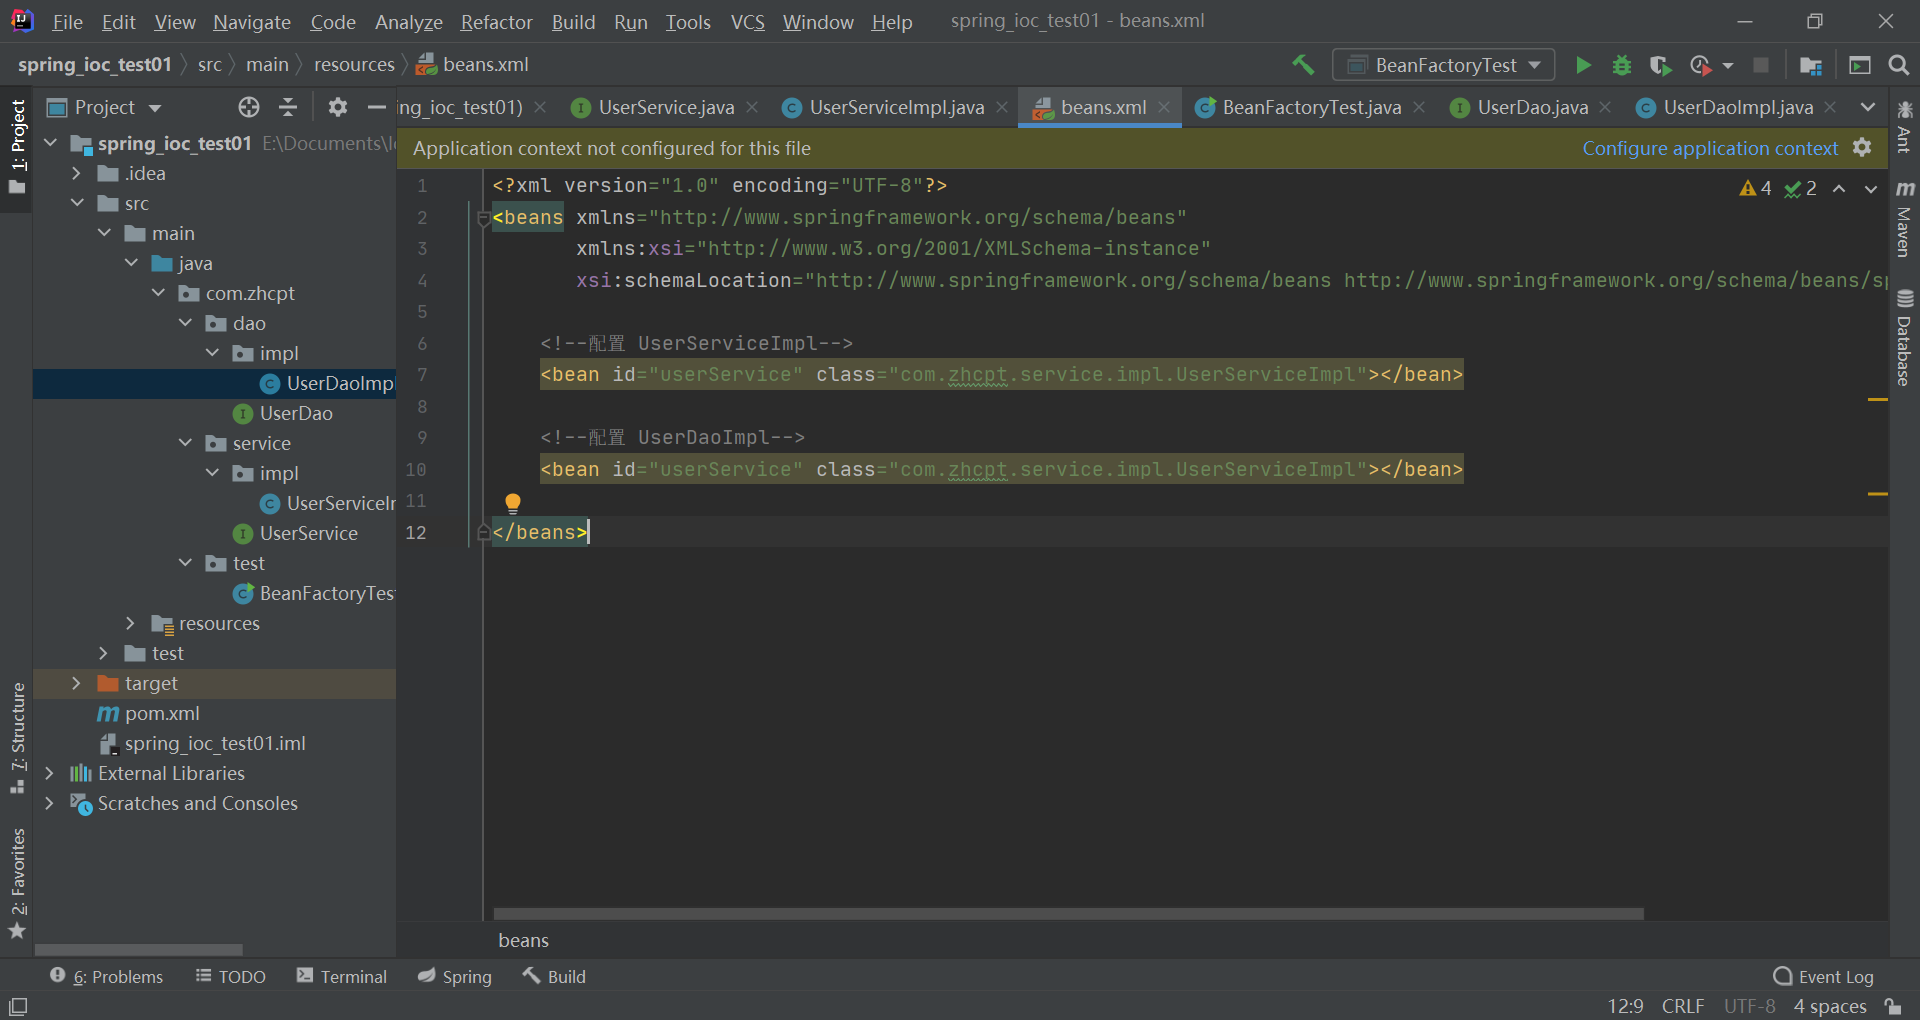 File Edit View Navigate Code Analyze Refactor Build Run Tools VCS Window Help spring_ioc_test01 - beans.xml
spring_ioc_test01 src main resources beans.xml BeanFactoryTest
Project ing_ioc_test01) UserService.java UserServiceImpl.java beans.xml BeanFactoryTest.java UserDao.java UserDaoImpl.java
Application context not configured for this file Configure application context
1: Project
7: Structure
2: Favorites
spring_ioc_test01 E:\Documents\
.idea
src
main
java
com.zhcpt
dao
impl
UserDaoImpl
UserDao
service
impl
UserServiceIm
UserService
test
BeanFactoryTes
resources
test
target
pom.xml
spring_ioc_test01.iml
External Libraries
Scratches and Consoles
1 <?xml version="1.0" encoding="UTF-8"?>
2 <beans xmlns="http://www.springframework.org/schema/beans"
3 xmlns:xsi="http://www.w3.org/2001/XMLSchema-instance"
4 xsi:schemaLocation="http://www.springframework.org/schema/beans http://www.springframework.org/schema/beans/sp
5
6 <!--配置 UserServiceImpl-->
7 <bean id="userService" class="com.zhcpt.service.impl.UserServiceImpl"></bean>
8
9 <!--配置 UserDaoImpl-->
10 <bean id="userService" class="com.zhcpt.service.impl.UserServiceImpl"></bean>
11
12 </beans>
4 2
Ant
Maven
Database
beans
6: Problems TODO Terminal Spring Build Event Log
12:9 CRLF UTF-8 4 spaces